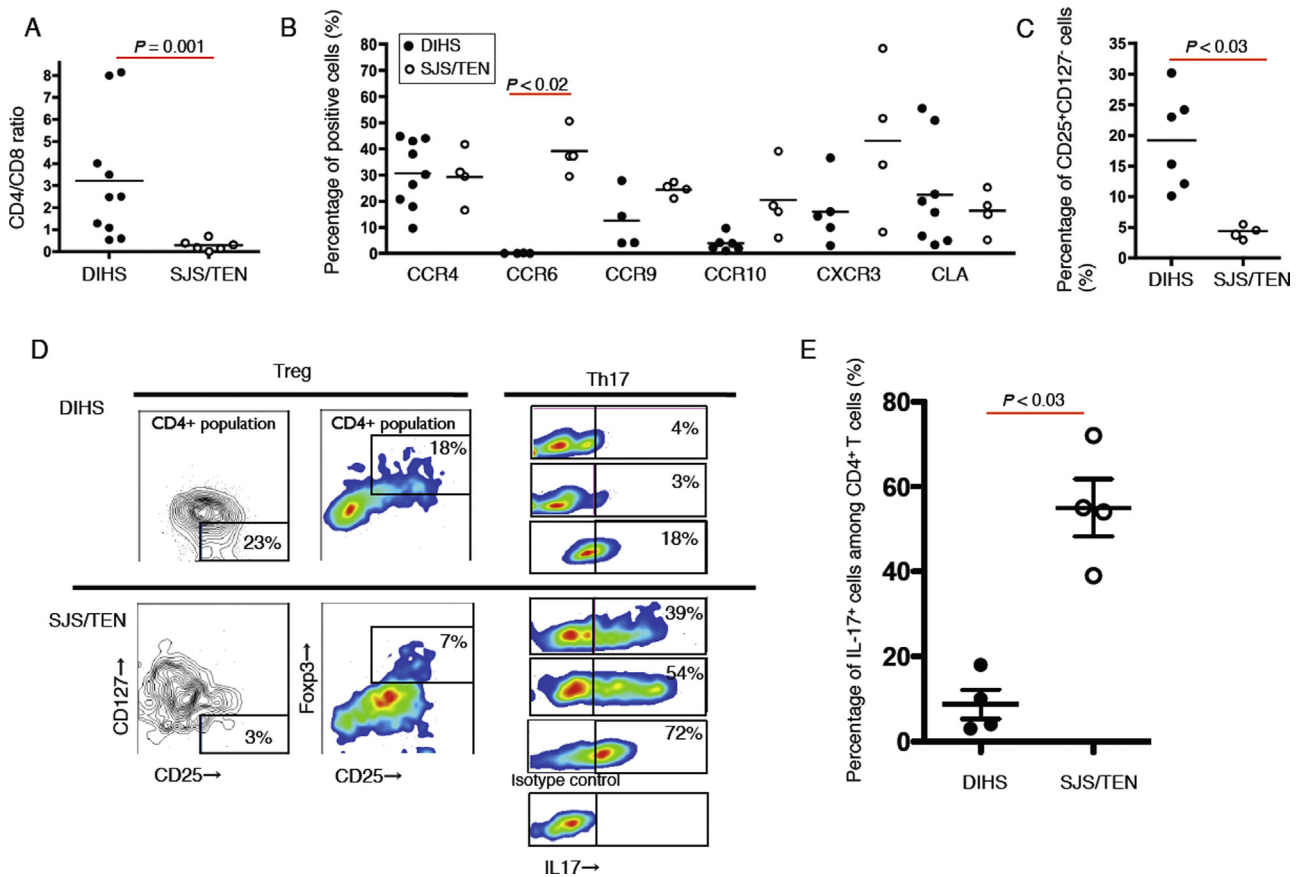 A
P = 0.001
CD4/CD8 ratio
9
8
7
6
5
4
3
2
1
0
DIHS
SJS/TEN
B
Percentage of positive cells (%)
80
70
60
50
40
30
20
10
0
DIHS
SJS/TEN
P < 0.02
CCR4
CCR6
CCR9
CCR10
CXCR3
CLA
C
Percentage of CD25+CD127- cells
(%)
35
30
25
20
15
10
5
0
P < 0.03
DIHS
SJS/TEN
D
Treg
Th17
DIHS
CD4+ population
23%
CD4+ population
18%
4%
3%
18%
SJS/TEN
CD127→
3%
CD25→
Foxp3→
7%
CD25→
39%
54%
72%
Isotype control
IL17→
E
Percentage of IL-17+ cells among CD4+ T cells (%)
80
60
40
20
0
P < 0.03
DIHS
SJS/TEN